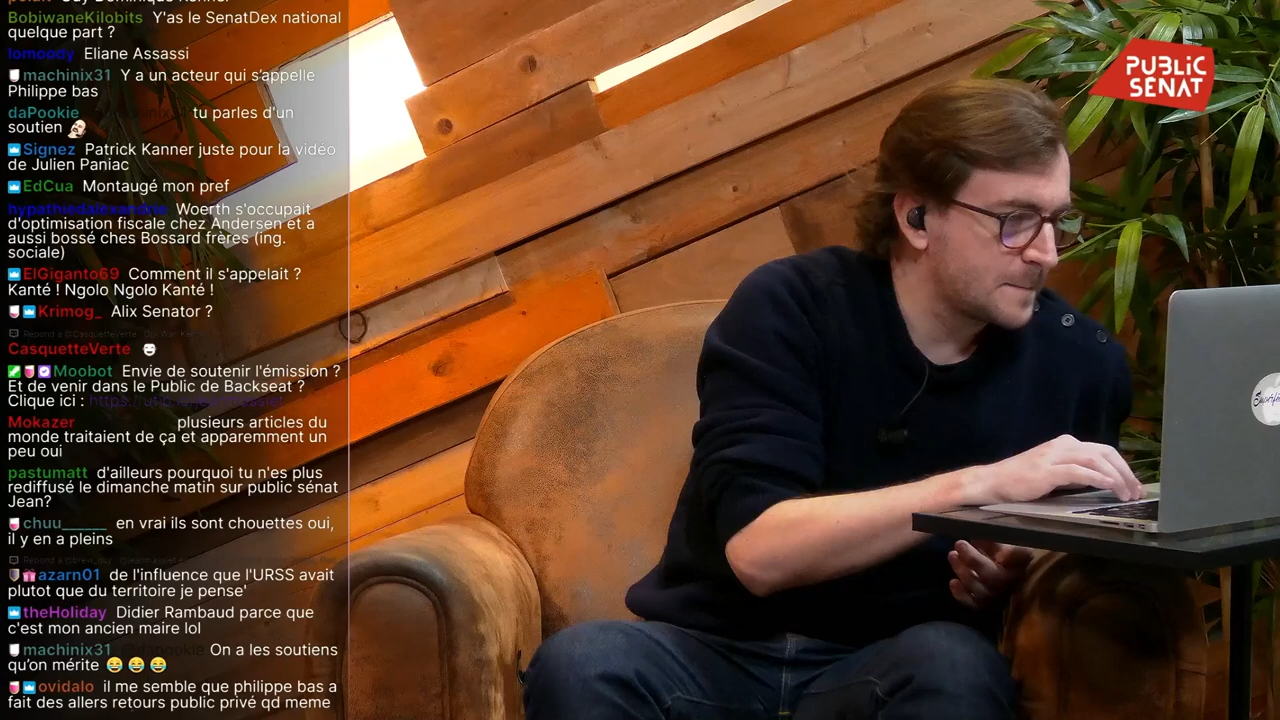 BobiwaneKilobits Y'as le SenatDex national
quelque part ?
lomoody Eliane Assassi
machinix31 Y a un acteur qui s'appelle
Philippe bas
daPookie tu parles d'un
soutien
Signez Patrick Kanner juste pour la vidéo
de Julien Paniac
EdCua Montaugé mon pref
hypathiedalexandrie Woerth s'occupait
d'optimisation fiscale chez Andersen et a
aussi bossé ches Bossard frères (ing.
sociale)
ElGiganto69 Comment il s'appelait ?
Kanté ! Ngolo Ngolo Kanté !
Krimog_ Alix Senator ?
CasquetteVerte
Moobot Envie de soutenir l'émission ?
Et de venir dans le Public de Backseat ?
Clique ici :
Mokazer plusieurs articles du
monde traitaient de ça et apparemment un
peu oui
pastumatt d'ailleurs pourquoi tu n'es plus
rediffusé le dimanche matin sur public sénat
Jean?
chuu______ en vrai ils sont chouettes oui,
il y en a pleins
azarn01 de l'influence que l'URSS avait
plutot que du territoire je pense'
theHoliday Didier Rambaud parce que
c'est mon ancien maire lol
machinix31 @dapookie On a les soutiens
qu'on mérite 😂 😂 😂
ovidalo il me semble que philippe bas a
fait des allers retours public privé qd meme
PUBLIC
SÉNAT